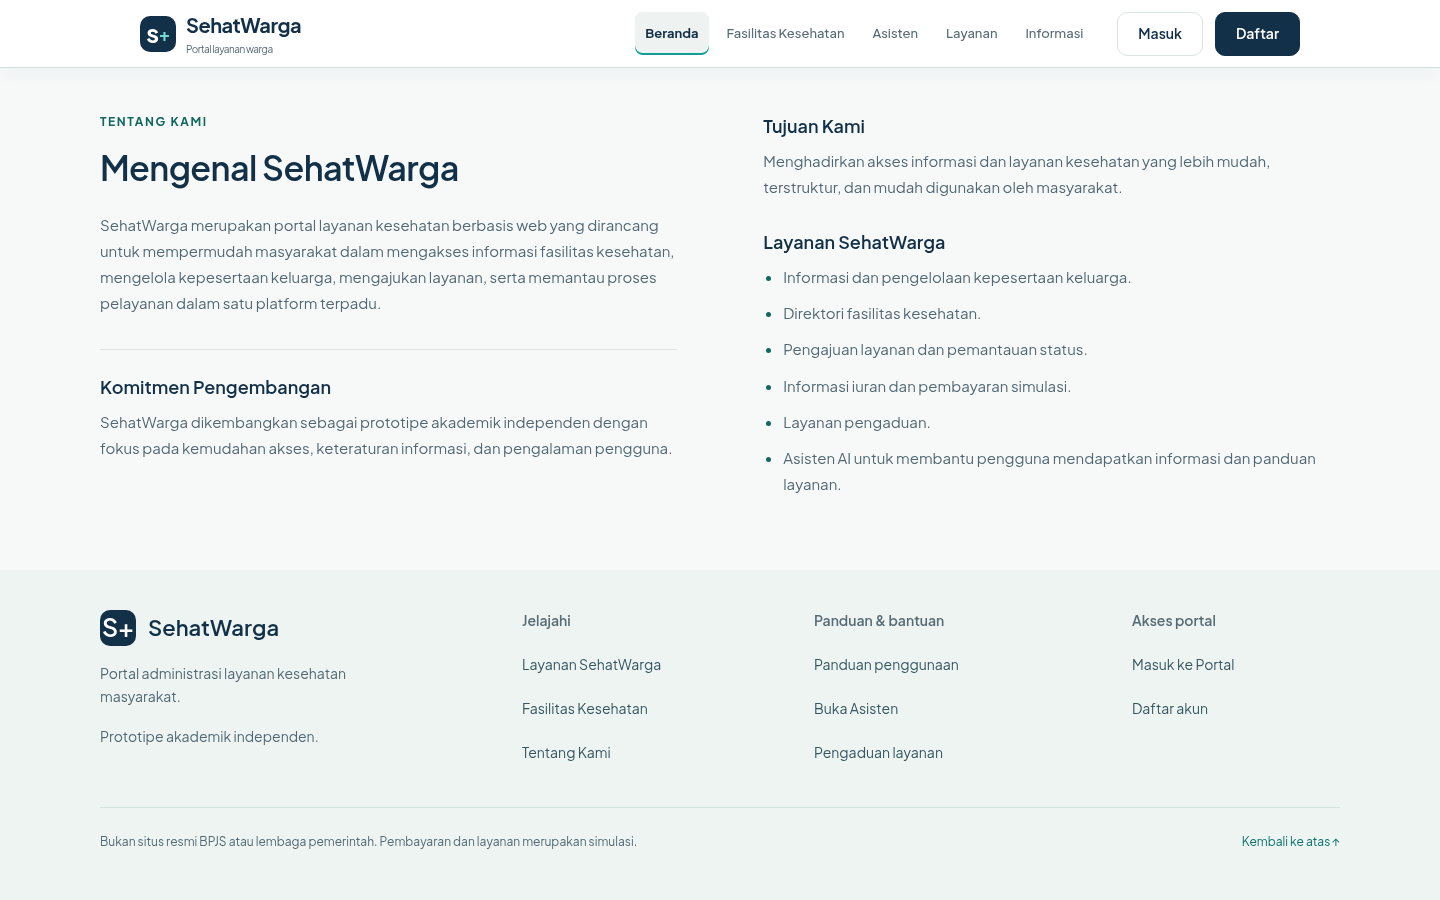 S+ SehatWarga
Portal layanan warga
Beranda Fasilitas Kesehatan Asisten Layanan Informasi Masuk Daftar
TENTANG KAMI
Mengenal SehatWarga
SehatWarga merupakan portal layanan kesehatan berbasis web yang dirancang
untuk mempermudah masyarakat dalam mengakses informasi fasilitas kesehatan,
mengelola kepesertaan keluarga, mengajukan layanan, serta memantau proses
pelayanan dalam satu platform terpadu.
Komitmen Pengembangan
SehatWarga dikembangkan sebagai prototipe akademik independen dengan
fokus pada kemudahan akses, keteraturan informasi, dan pengalaman pengguna.
Tujuan Kami
Menghadirkan akses informasi dan layanan kesehatan yang lebih mudah,
terstruktur, dan mudah digunakan oleh masyarakat.
Layanan SehatWarga
• Informasi dan pengelolaan kepesertaan keluarga.
• Direktori fasilitas kesehatan.
• Pengajuan layanan dan pemantauan status.
• Informasi iuran dan pembayaran simulasi.
• Layanan pengaduan.
• Asisten AI untuk membantu pengguna mendapatkan informasi dan panduan
layanan.
S+ SehatWarga
Portal administrasi layanan kesehatan
masyarakat.
Prototipe akademik independen.
Jelajahi
Layanan SehatWarga
Fasilitas Kesehatan
Tentang Kami
Panduan & bantuan
Panduan penggunaan
Buka Asisten
Pengaduan layanan
Akses portal
Masuk ke Portal
Daftar akun
Bukan situs resmi BPJS atau lembaga pemerintah. Pembayaran dan layanan merupakan simulasi.
Kembali ke atas ↑